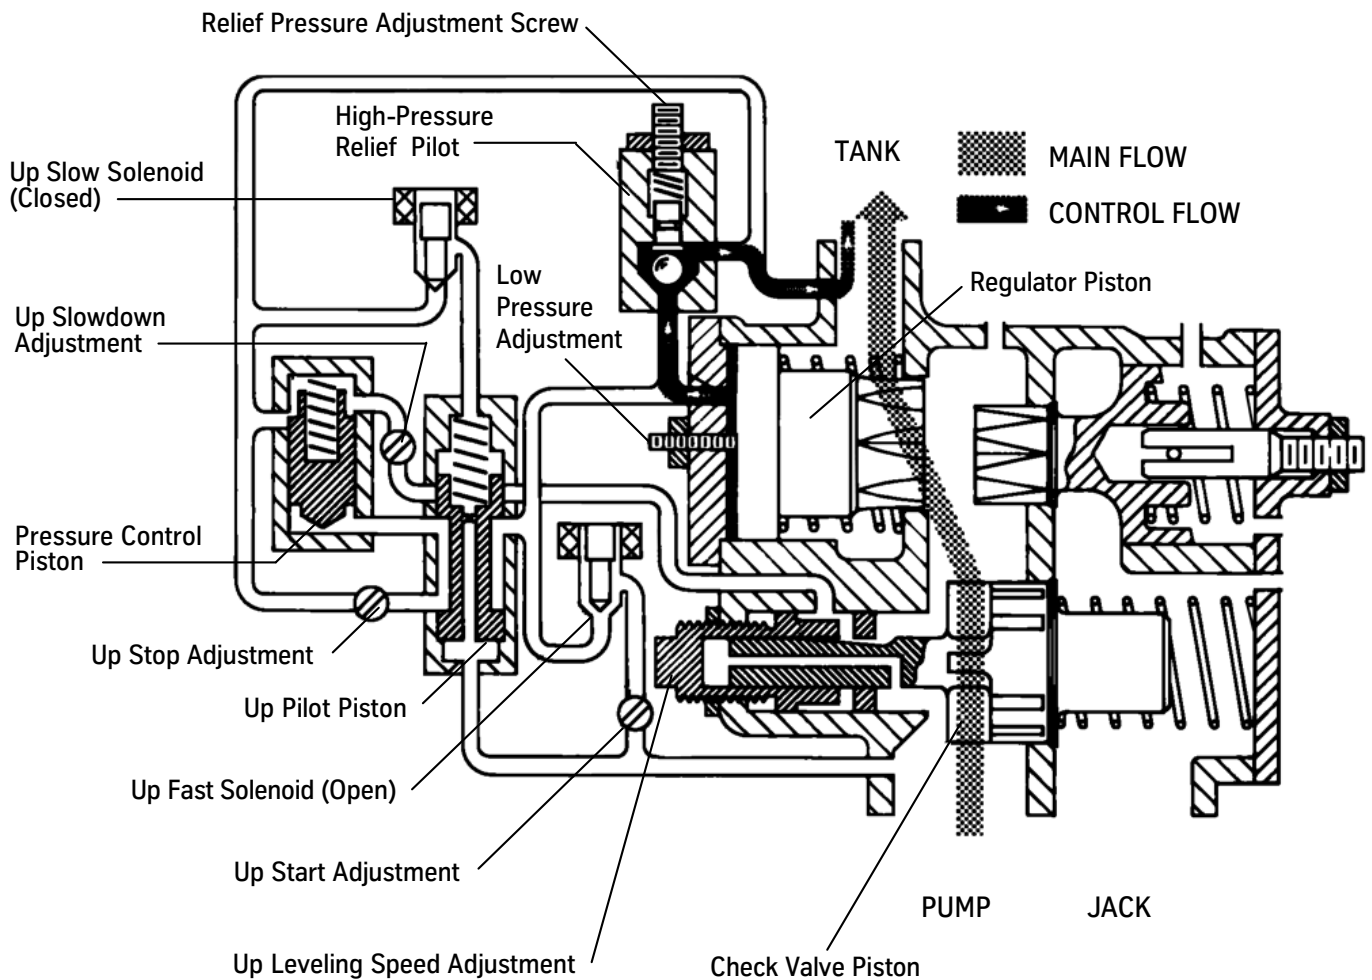 Relief Pressure Adjustment Screw
High-Pressure
Relief Pilot
TANK
MAIN FLOW
CONTROL FLOW
Up Slow Solenoid
(Closed)
Low
Pressure
Adjustment
Regulator Piston
Up Slowdown
Adjustment
Pressure Control
Piston
Up Stop Adjustment
Up Pilot Piston
Up Fast Solenoid (Open)
Up Start Adjustment
PUMP
JACK
Up Leveling Speed Adjustment
Check Valve Piston